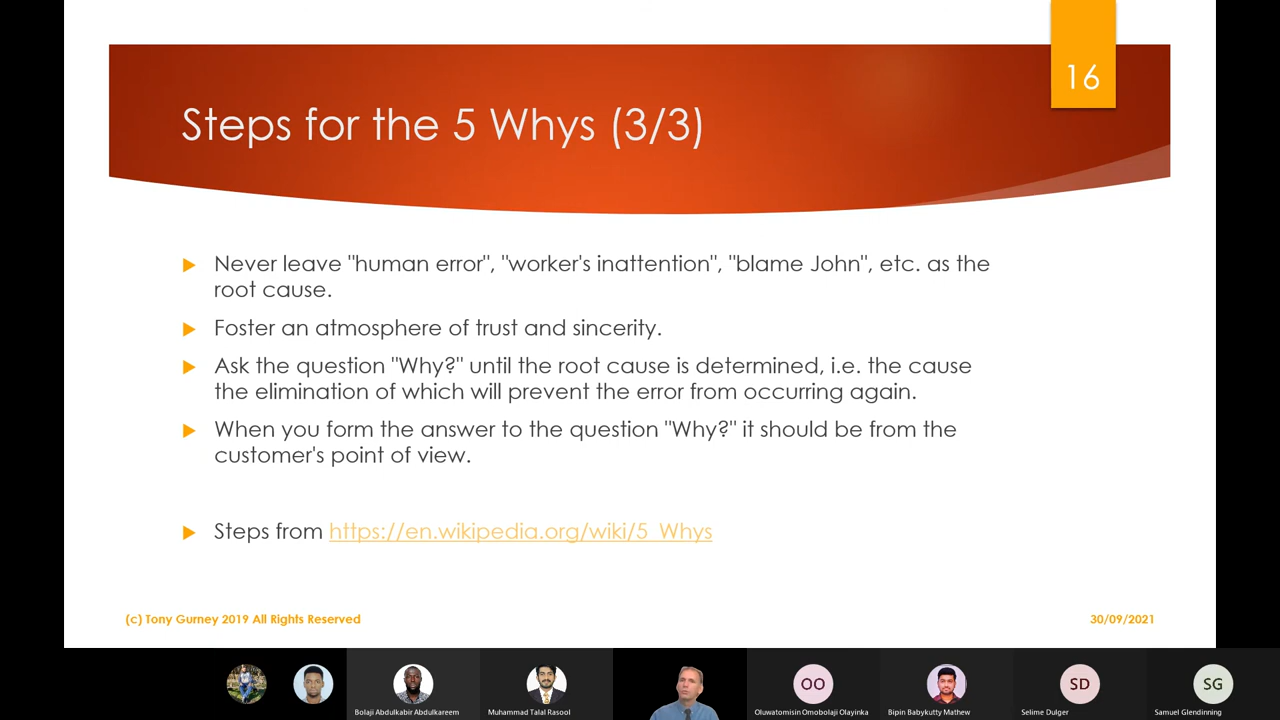 16
Steps for the 5 Whys (3/3)
Never leave "human error", "worker's inattention", "blame John", etc. as the
root cause.
Foster an atmosphere of trust and sincerity.
Ask the question "Why?" until the root cause is determined, i.e. the cause
the elimination of which will prevent the error from occurring again.
When you form the answer to the question "Why?" it should be from the
customer's point of view.
Steps from https://en.wikipedia.org/wiki/5_Whys
(c) Tony Gurney 2019 All Rights Reserved
30/09/2021
OO
SD
SG
Bolaji Abdulkabir Abdulkareem
Muhammad Talal Rasool
Oluwatomisin Omobolaji Olayinka
Bipin Babykutty Mathew
Selime Dulger
Samuel Glendinning